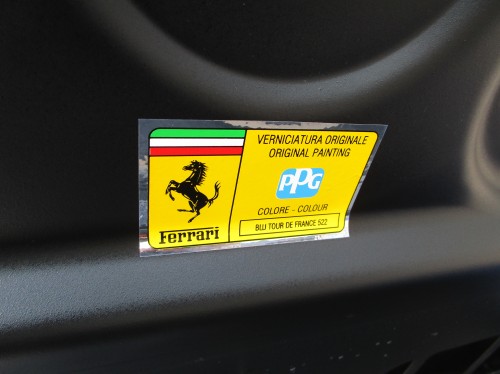 VERNICIATURA ORIGINALE
ORIGINAL PAINTING
PPG
COLORE - COLOUR
BLU TOUR DE FRANCE 522
Ferrari